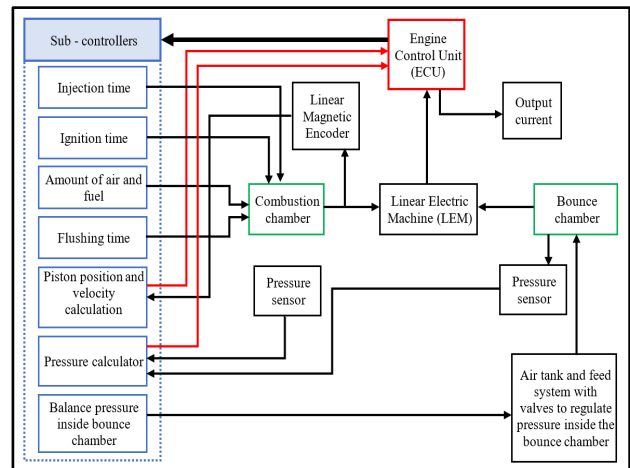 Sub - controllers
Engine
Control Unit
(ECU)
Injection time
Linear
Magnetic
Encoder
Output
current
Ignition time
Amount of air and
fuel
Combustion
chamber
Linear Electric
Machine (LEM)
Bounce
chamber
Flushing time
Piston position and
velocity
calculation
Pressure
sensor
Pressure
sensor
Pressure calculator
Air tank and feed
system with
valves to regulate
pressure inside the
bounce chamber
Balance pressure
inside bounce
chamber